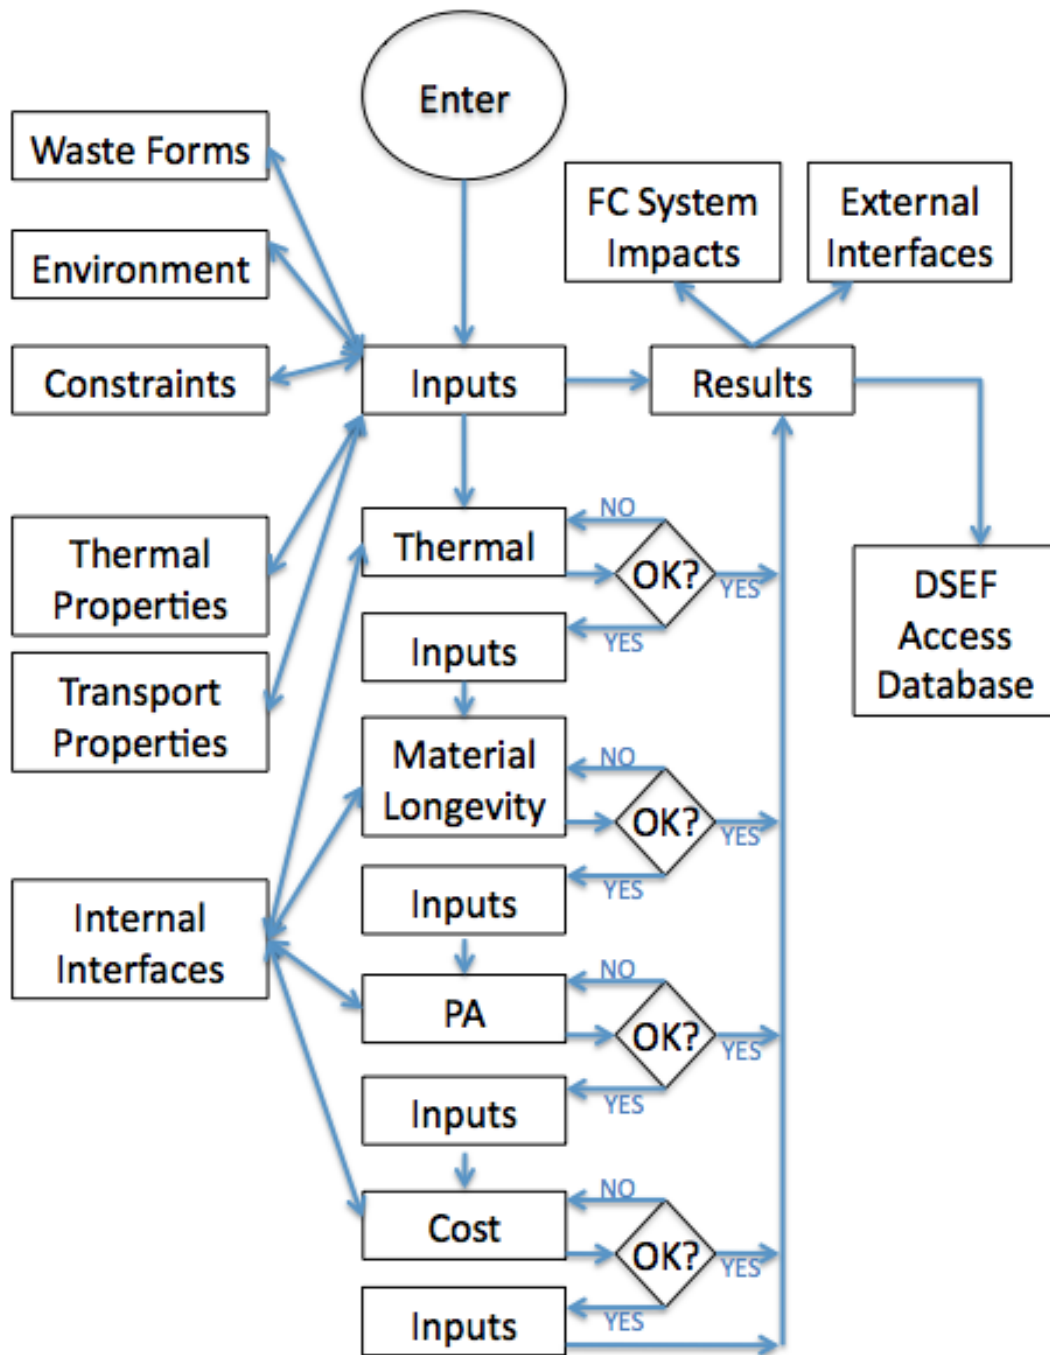 Enter
Waste Forms
FC System
Impacts
External
Interfaces
Environment
Constraints
Inputs
Results
Thermal
Properties
Thermal
NO
OK?
YES
YES
DSEF
Access
Database
Inputs
Transport
Properties
Material
Longevity
NO
OK?
YES
YES
Internal
Interfaces
Inputs
PA
NO
OK?
YES
YES
Inputs
Cost
NO
OK?
YES
YES
Inputs